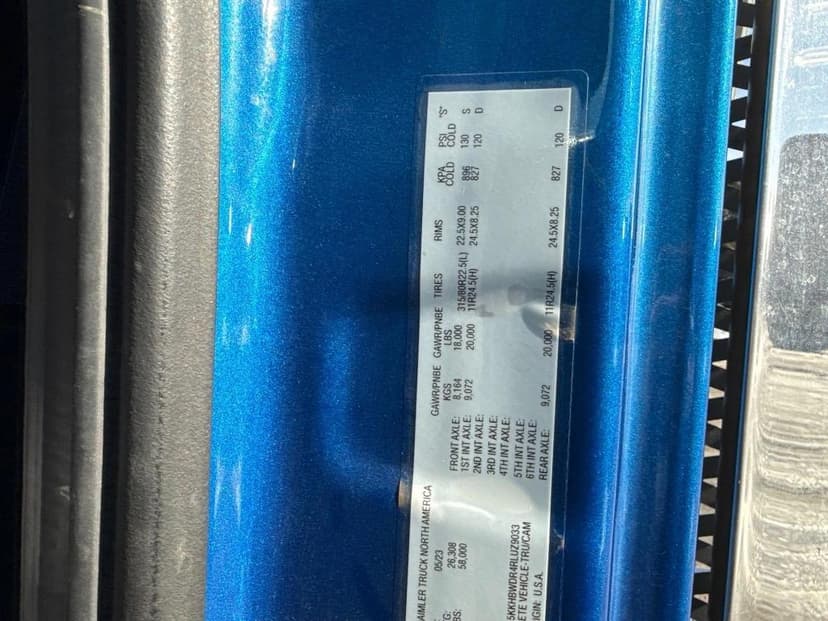 AIMLER TRUCK NORTH AMERICA
05/23
TG: 26,308
BS: 58,000
GAWR/PNBE GAWR/PNBE TIRES RIMS KPA PSI "S"
KGS LBS COLD COLD
FRONT AXLE: 8,164 18,000 315/80R22.5(L) 22.5X9.00 896 130 S
1ST INT AXLE: 9,072 20,000 11R24.5(H) 24.5X8.25 827 120 D
2ND INT AXLE:
3RD INT AXLE:
4TH INT AXLE:
5TH INT AXLE:
6TH INT AXLE:
REAR AXLE: 9,072 20,000 11R24.5(H) 24.5X8.25 827 120 D
5KKHBWDR4RLUZ9033
ETE VEHICLE-TRU/CAM
IGIN: U.S.A.